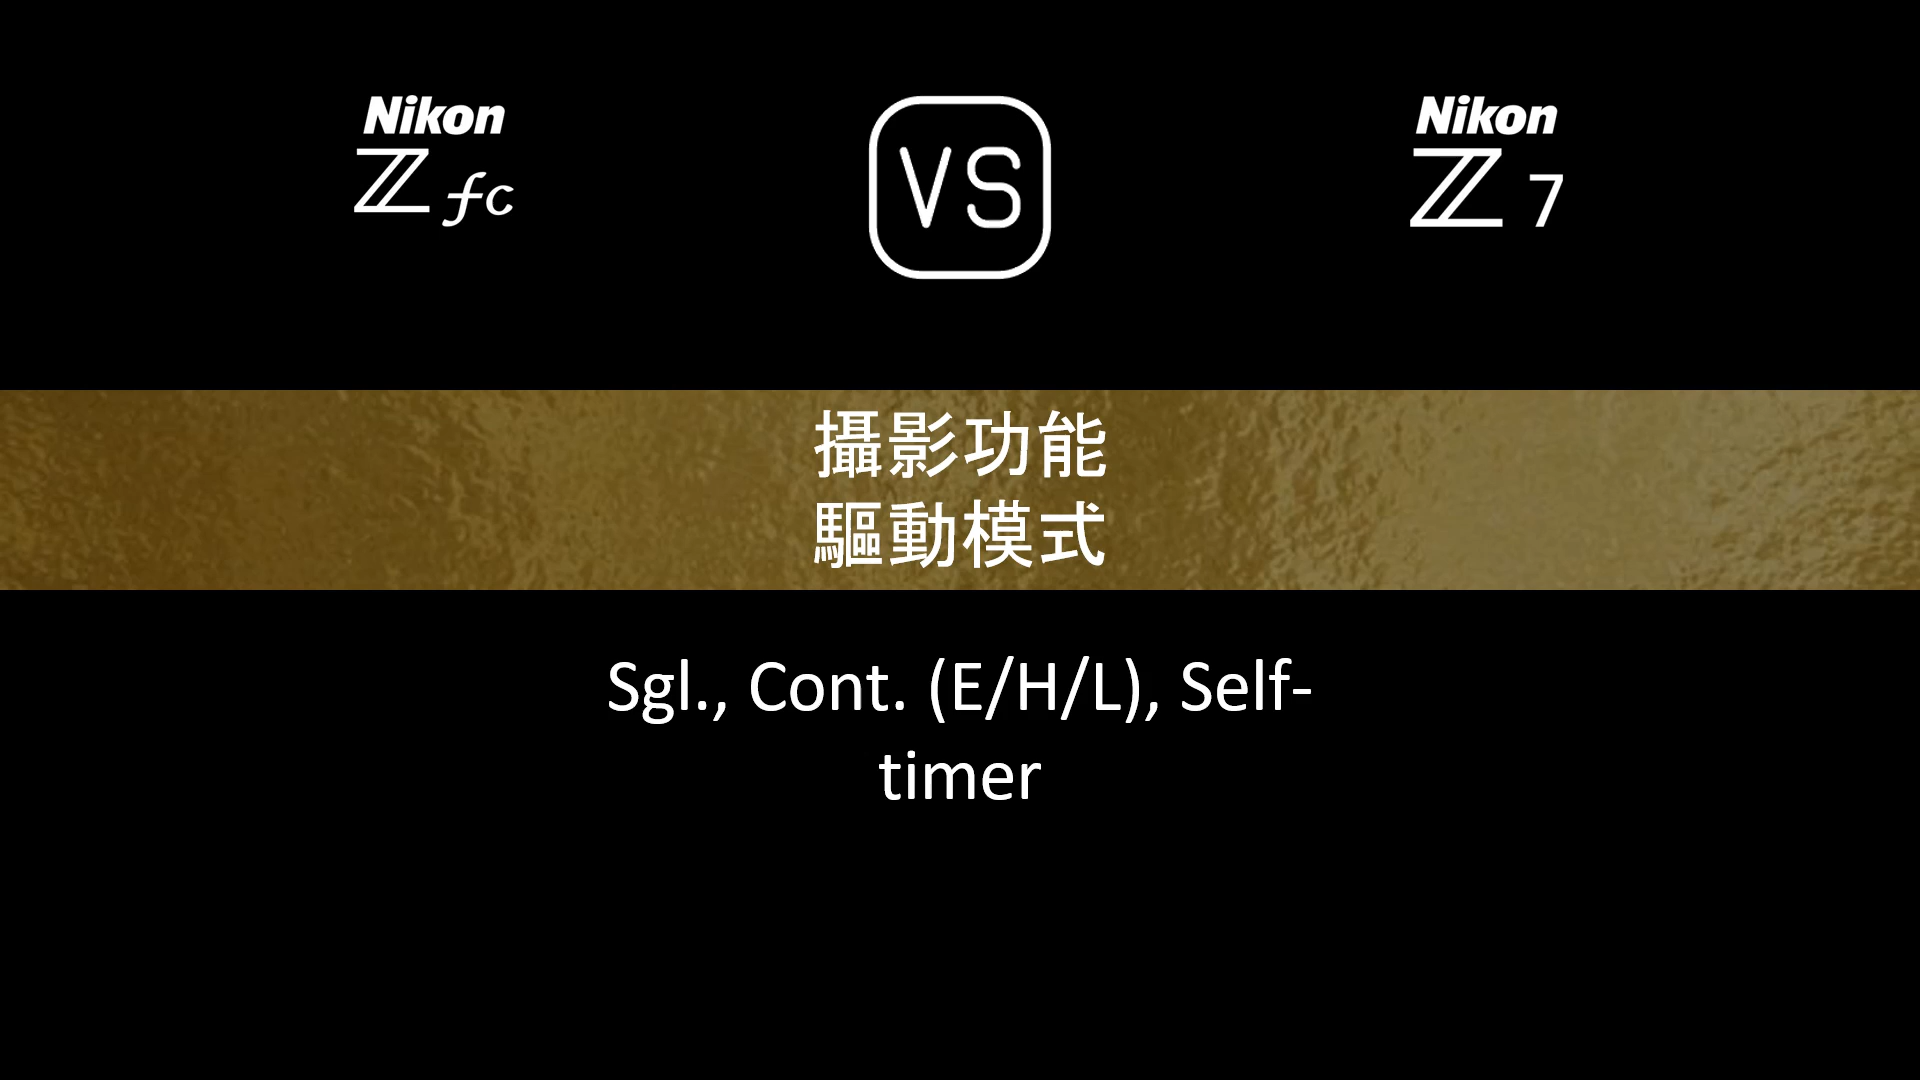 Nikon
Z fc
VS
Nikon
Z 7
攝影功能
驅動模式
Sgl., Cont. (E/H/L), Self-
timer